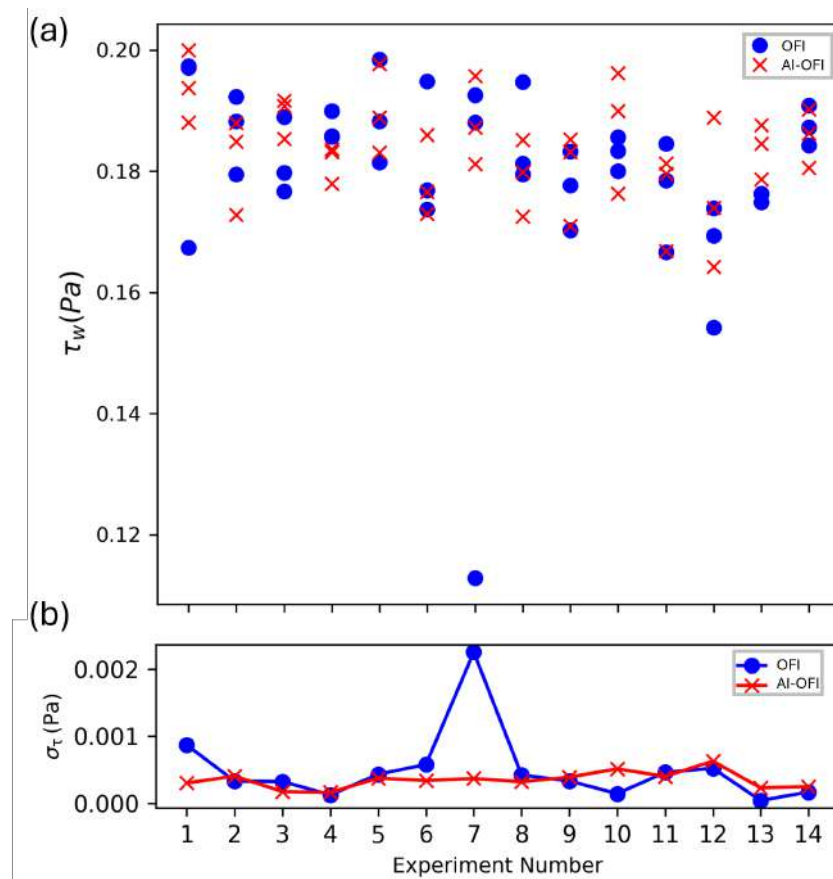 (a)
0.20
0.18
0.16
0.14
0.12
τw(Pa)
OFI
AI-OFI
(b)
0.002
0.001
0.000
στ (Pa)
OFI
AI-OFI
1 2 3 4 5 6 7 8 9 10 11 12 13 14
Experiment Number